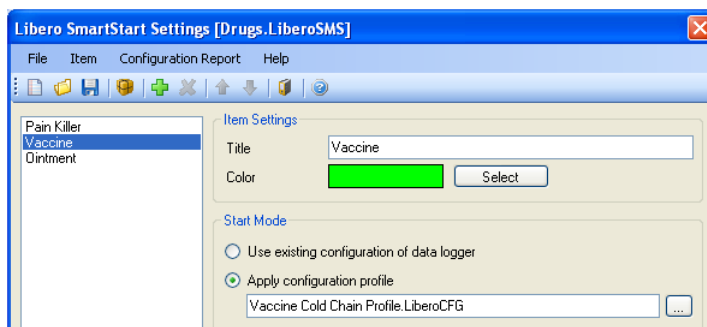 Libero SmartStart Settings [Drugs.LiberoSMS]
File Item Configuration Report Help
Pain Killer
Vaccine
Ointment
Item Settings
Title Vaccine
Color Select
Start Mode
Use existing configuration of data logger
Apply configuration profile
Vaccine Cold Chain Profile.LiberoCFG ...